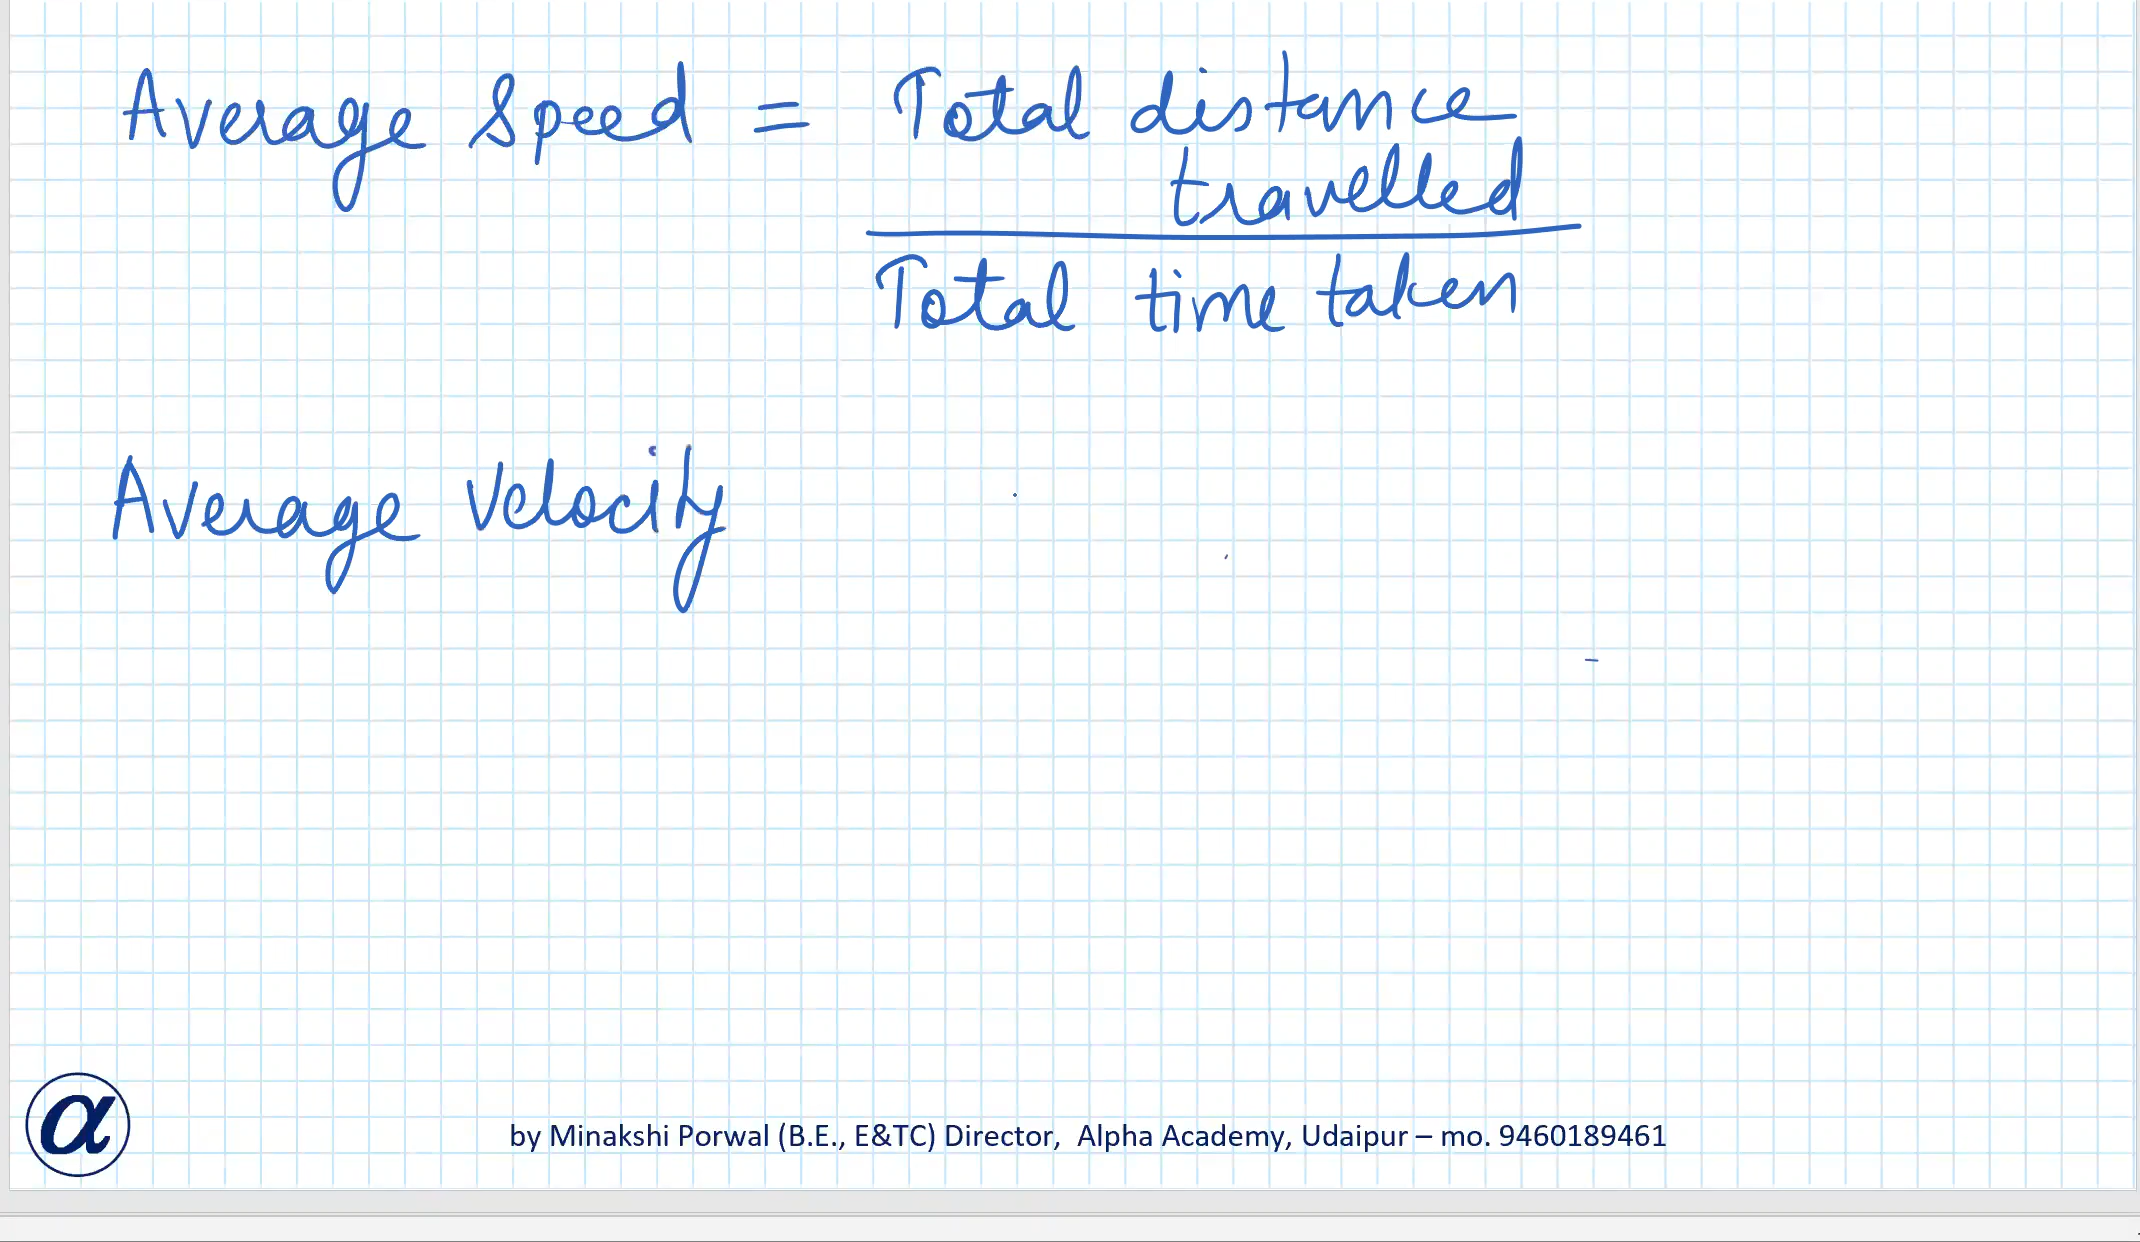 Average Speed = Total distance
travelled
Total time taken
Average Velocity
α
by Minakshi Porwal (B.E., E&TC) Director, Alpha Academy, Udaipur – mo. 9460189461